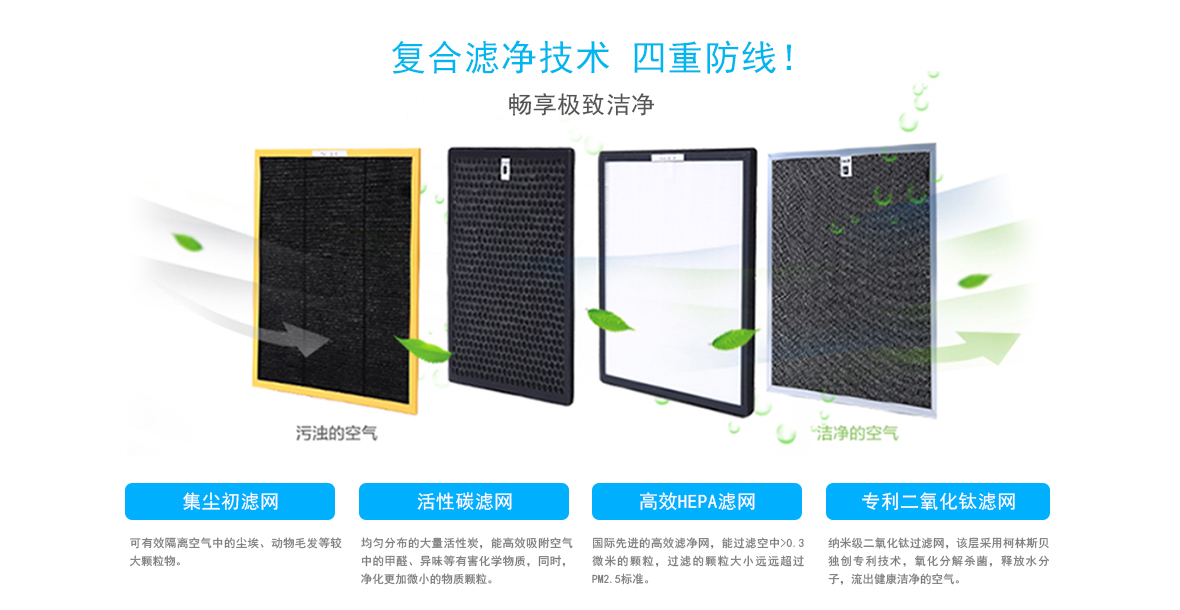 复合滤净技术 四重防线!
畅享极致洁净
污浊的空气
洁净的空气
集尘初滤网
活性碳滤网
高效HEPA滤网
专利二氧化钛滤网
可有效隔离空气中的尘埃、动物毛发等较
大颗粒物。
均匀分布的大量活性炭，能高效吸附空气
中的甲醛、异味等有害化学物质，同时，
净化更加微小的物质颗粒。
国际先进的高效滤净网，能过滤空中>0.3
微米的颗粒，过滤的颗粒大小远远超过
PM2.5标准。
纳米级二氧化钛过滤网，该层采用柯林斯贝
独创专利技术，氧化分解杀菌，释放水分
子，流出健康洁净的空气。